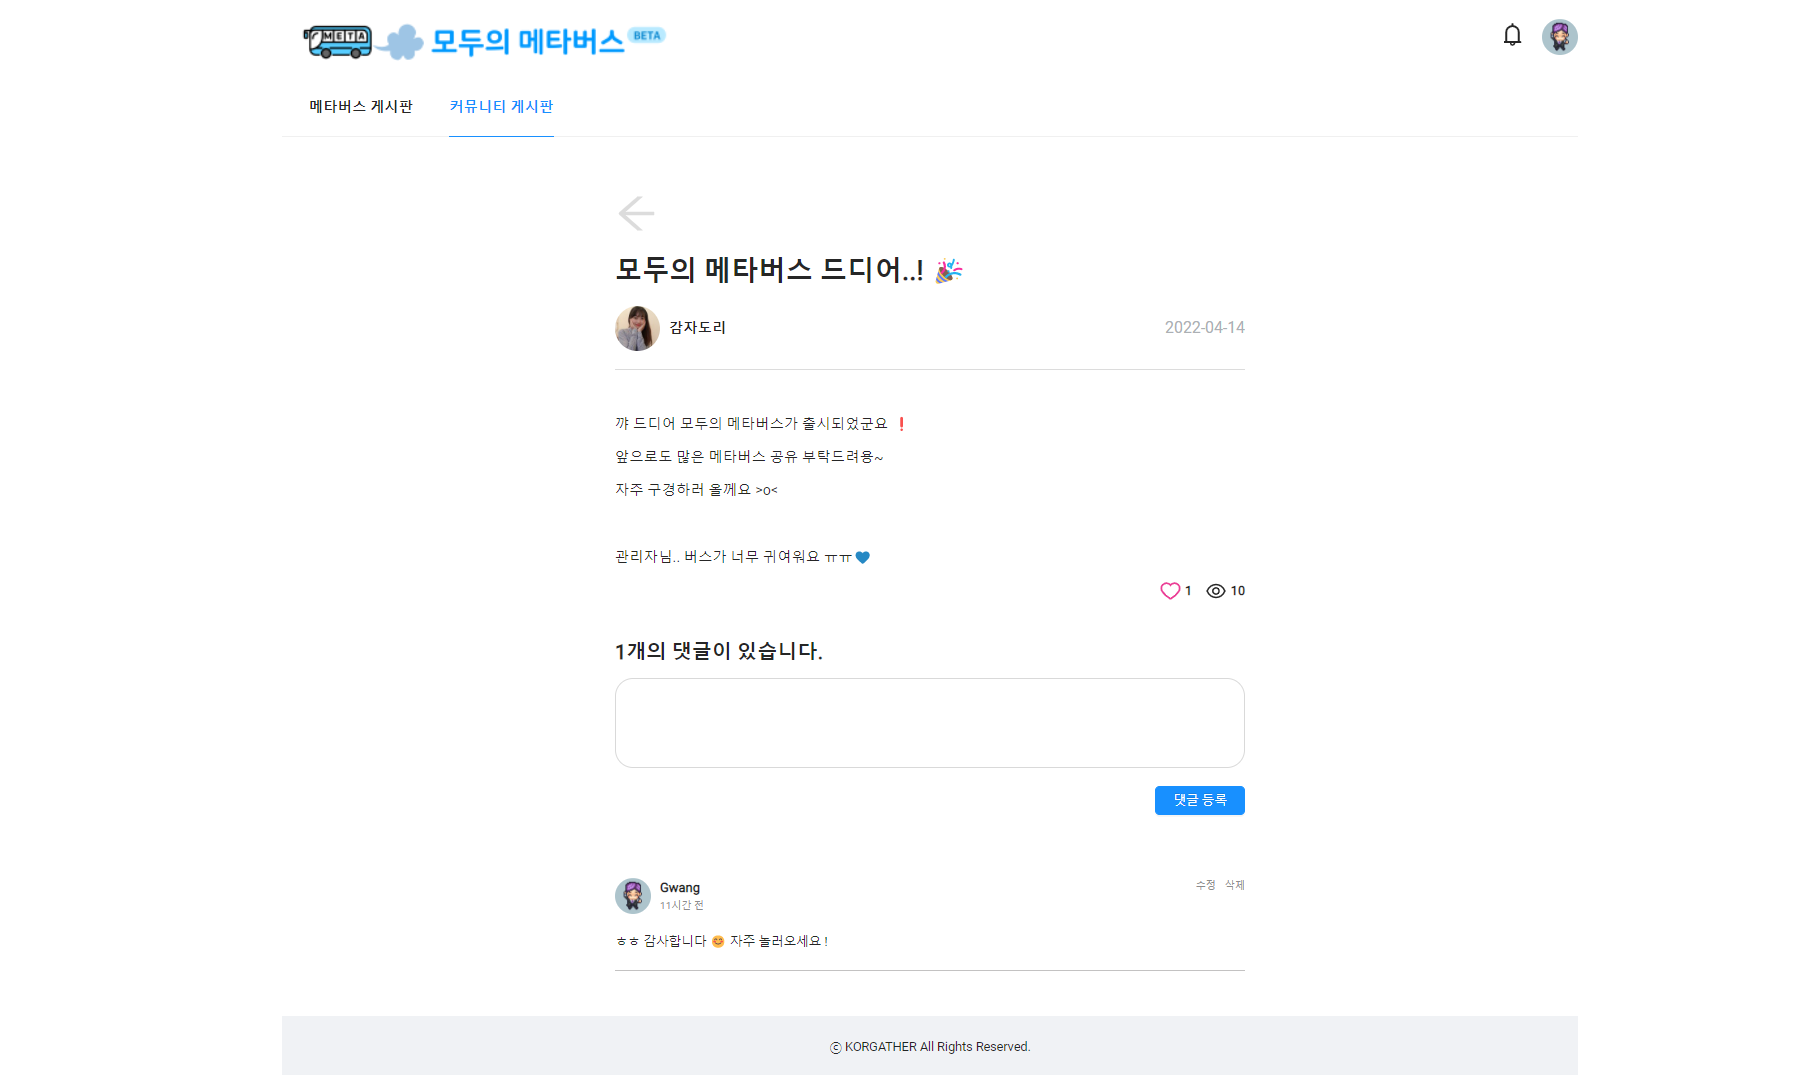 META 모두의 메타버스 BETA
메타버스 게시판 커뮤니티 게시판
모두의 메타버스 드디어..! 🎉
감자도리 2022-04-14
꺄 드디어 모두의 메타버스가 출시되었군요 ❗
앞으로도 많은 메타버스 공유 부탁드려용~
자주 구경하러 올께요 >o<
관리자님.. 버스가 너무 귀여워요 ㅠㅠ💙
1 10
1개의 댓글이 있습니다.
댓글 등록
Gwang 수정 삭제
11시간 전
ㅎㅎ 감사합니다 😊 자주 놀러오세요 !
ⓒ KORGATHER All Rights Reserved.